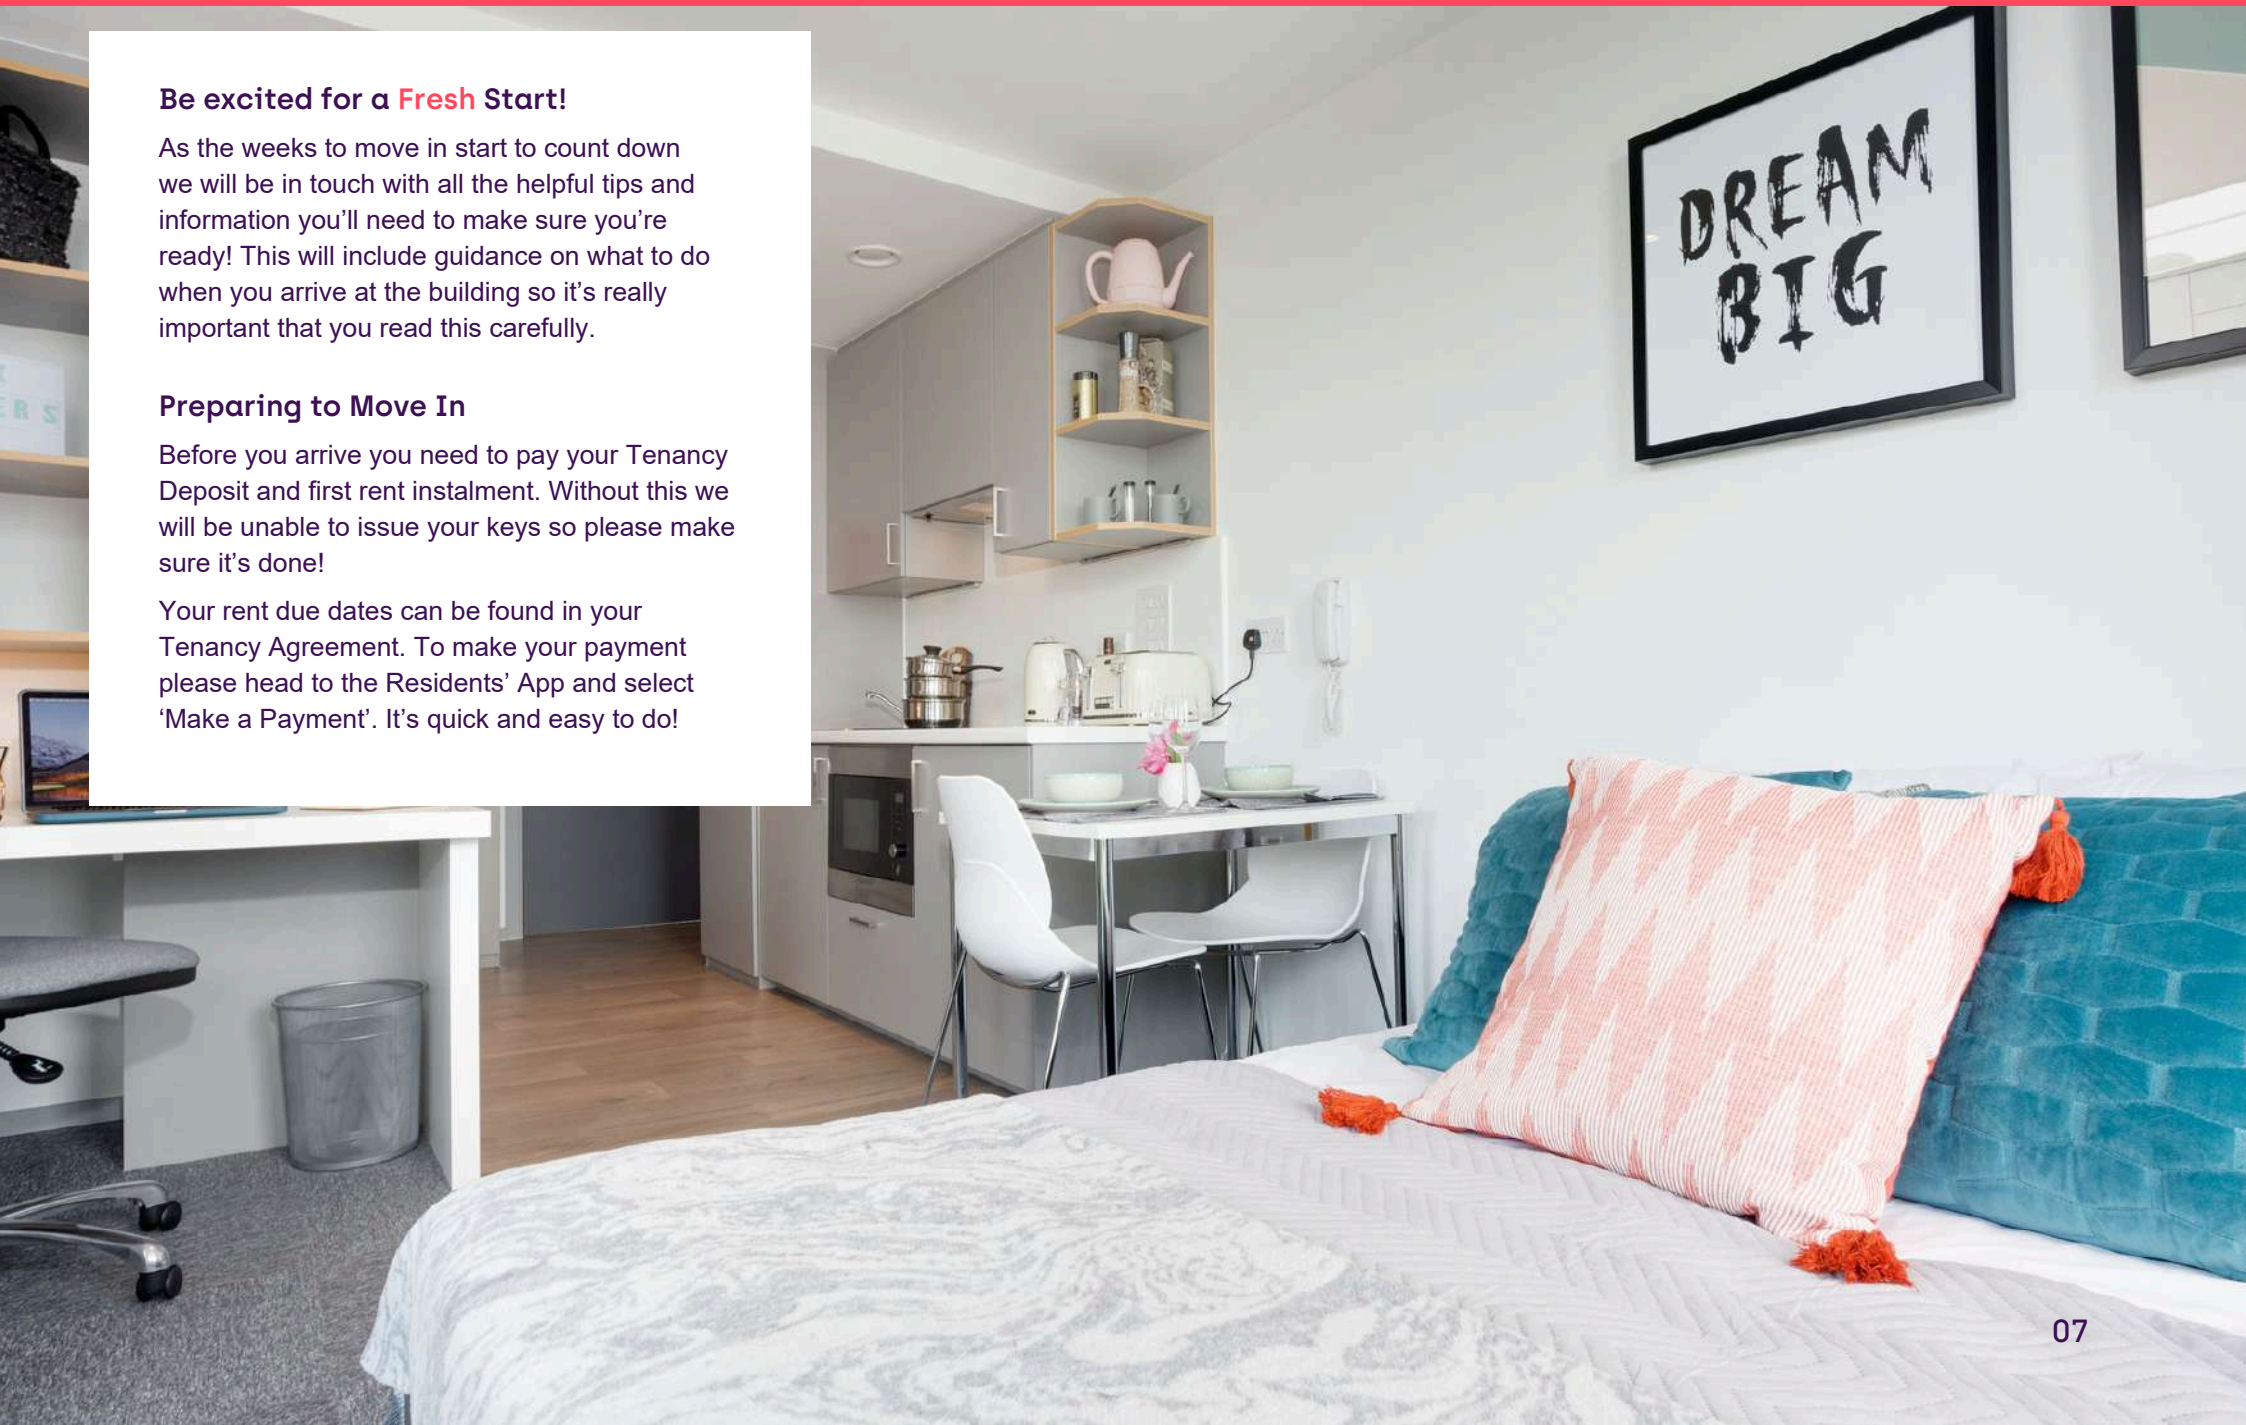 Be excited for a Fresh Start!
As the weeks to move in start to count down
we will be in touch with all the helpful tips and
information you’ll need to make sure you’re
ready! This will include guidance on what to do
when you arrive at the building so it’s really
important that you read this carefully.
Preparing to Move In
Before you arrive you need to pay your Tenancy
Deposit and first rent instalment. Without this we
will be unable to issue your keys so please make
sure it’s done!
Your rent due dates can be found in your
Tenancy Agreement. To make your payment
please head to the Residents’ App and select
‘Make a Payment’. It’s quick and easy to do!
DREAM
BIG
07